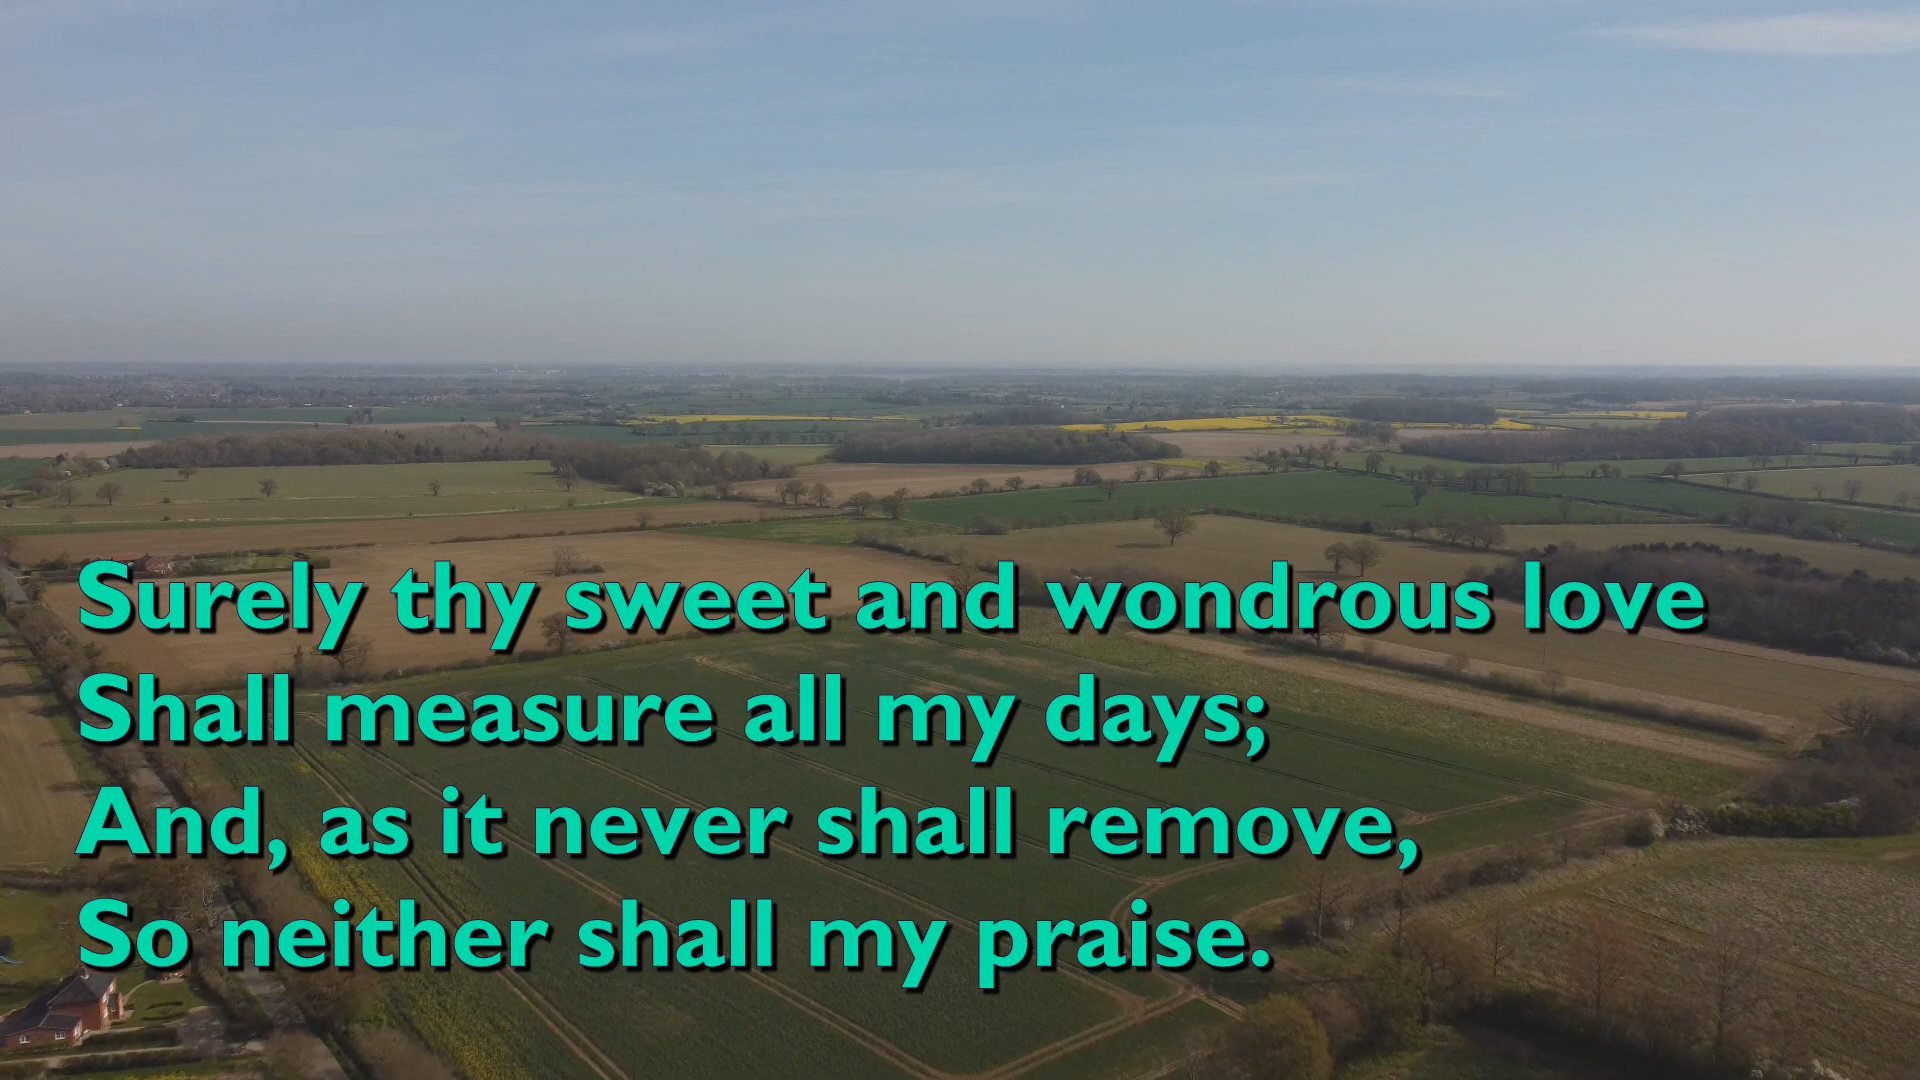 Surely thy sweet and wondrous love
Shall measure all my days;
And, as it never shall remove,
So neither shall my praise.